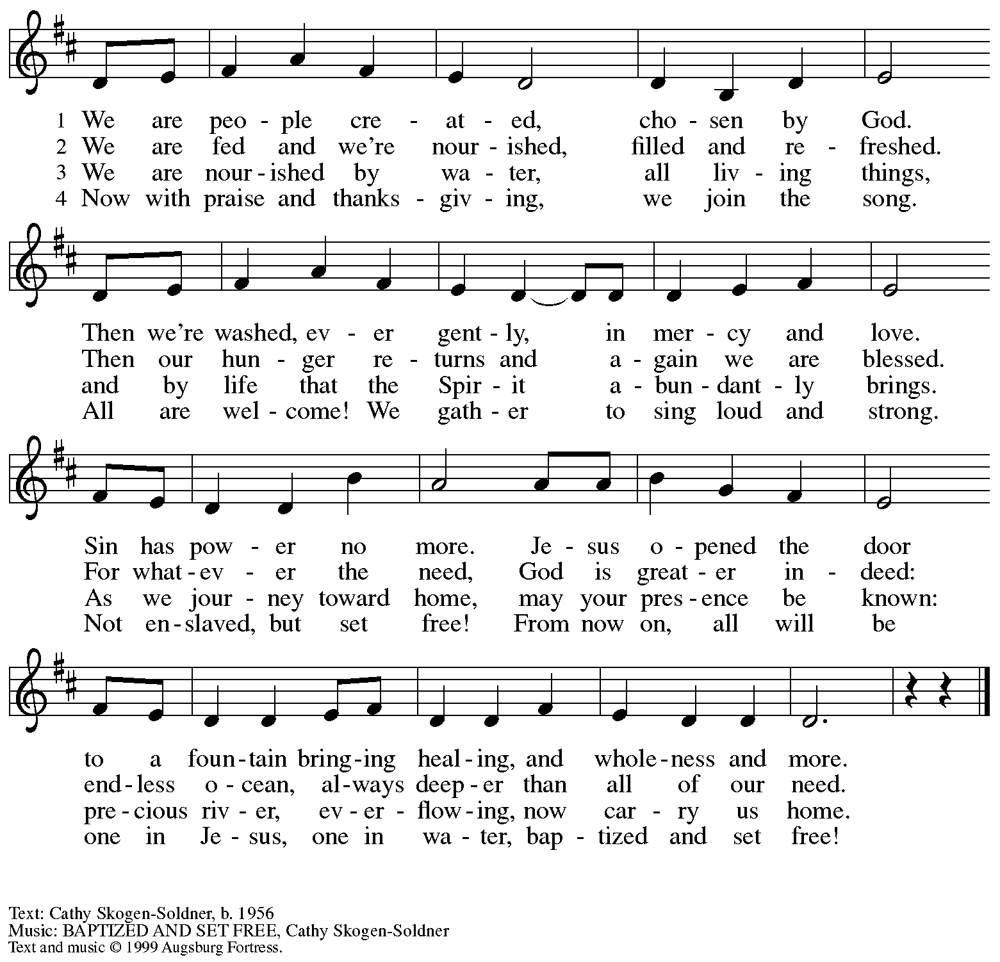 1 We are peo - ple cre - at - ed, cho - sen by God.
2 We are fed and we're nour - ished, filled and re - freshed.
3 We are nour - ished by wa - ter, all liv - ing things,
4 Now with praise and thanks - giv - ing, we join the song.
Then we're washed, ev - er gent - ly, in mer - cy and love.
Then our hun - ger re - turns and a - gain we are blessed.
and by life that the Spir - it a - bun - dant - ly brings.
All are wel - come! We gath - er to sing loud and strong.
Sin has pow - er no more. Je - sus o - pened the door
For what - ev - er the need, God is great - er in - deed:
As we jour - ney toward home, may your pres - ence be known:
Not en - slaved, but set free! From now on, all will be
to a foun - tain bring - ing heal - ing, and whole - ness and more.
end - less o - cean, al - ways deep - er than all of our need.
pre - cious riv - er, ev - er - flow - ing, now car - ry us home.
one in Je - sus, one in wa - ter, bap - tized and set free!
Text: Cathy Skogen-Soldner, b. 1956
Music: BAPTIZED AND SET FREE, Cathy Skogen-Soldner
Text and music © 1999 Augsburg Fortress.